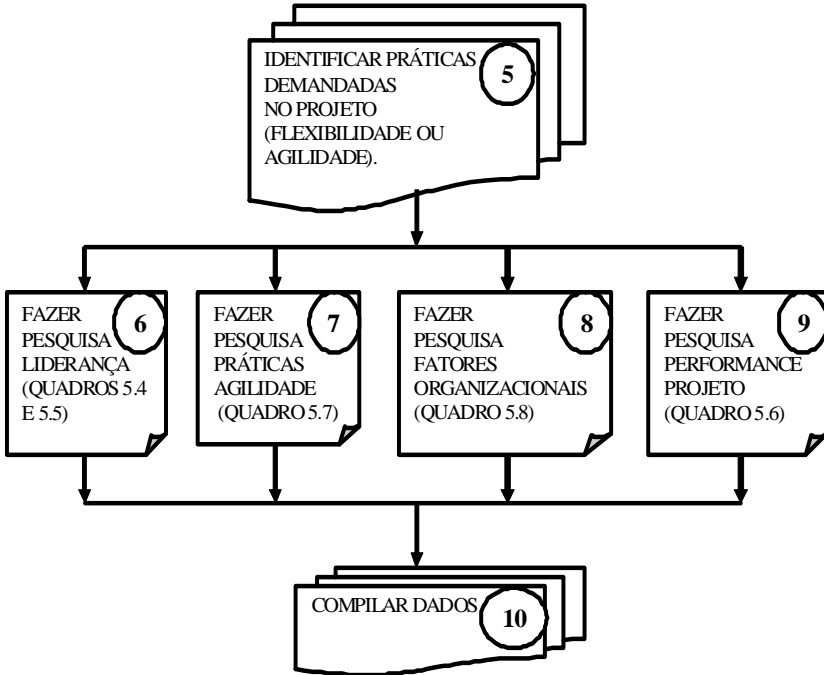 IDENTIFICAR PRÁTICAS
DEMANDADAS
NO PROJETO
(FLEXIBILIDADE OU
AGILIDADE).
5
FAZER
PESQUISA
LIDERANÇA
(QUADROS 5.4
E 5.5)
6
FAZER
PESQUISA
PRÁTICAS
AGILIDADE
(QUADRO 5.7)
7
FAZER
PESQUISA
FATORES
ORGANIZACIONAIS
(QUADRO 5.8)
8
FAZER
PESQUISA
PERFORMANCE
PROJETO
(QUADRO 5.6)
9
COMPILAR DADOS
10